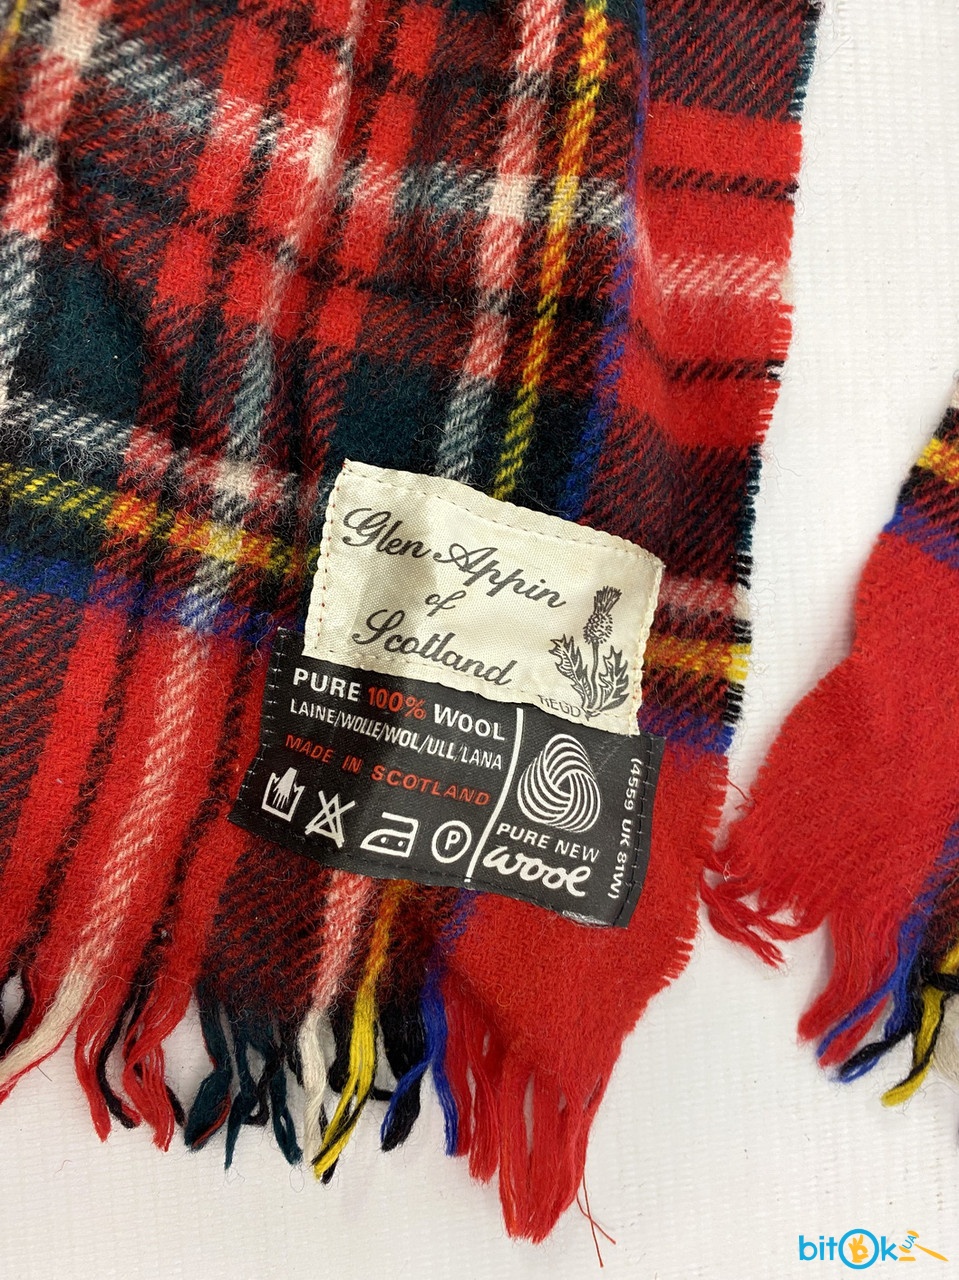 Glen Appin
of
Scotland
REGD
PURE 100% WOOL
LAINE/WOLLE/WOL/ULL/LANA
MADE IN SCOTLAND
P
PURE NEW
wool
(4559 UK 81W)
bitOk
UA